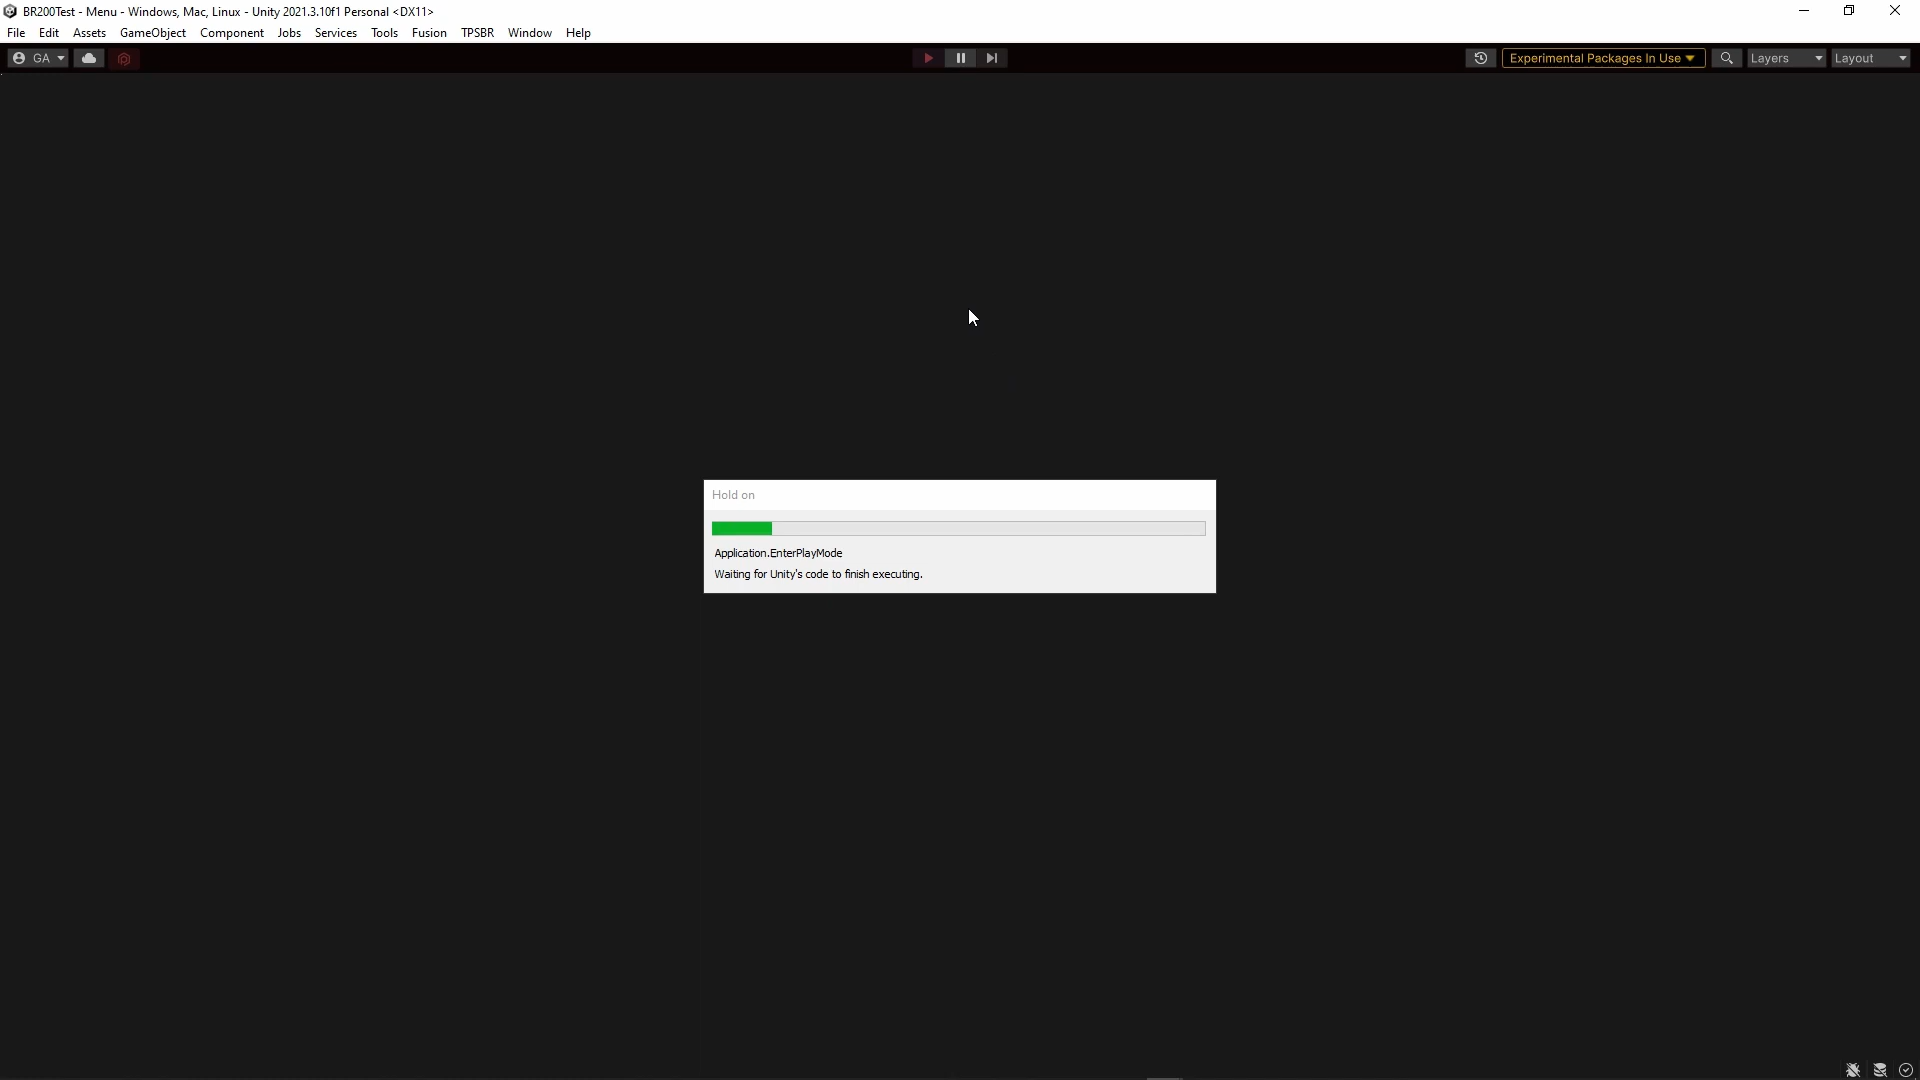 BR200Test - Menu - Windows, Mac, Linux - Unity 2021.3.10f1 Personal <DX11>
File Edit Assets GameObject Component Jobs Services Tools Fusion TPSBR Window Help
GA Experimental Packages In Use Layers Layout
Hold on
Application.EnterPlayMode
Waiting for Unity's code to finish executing.